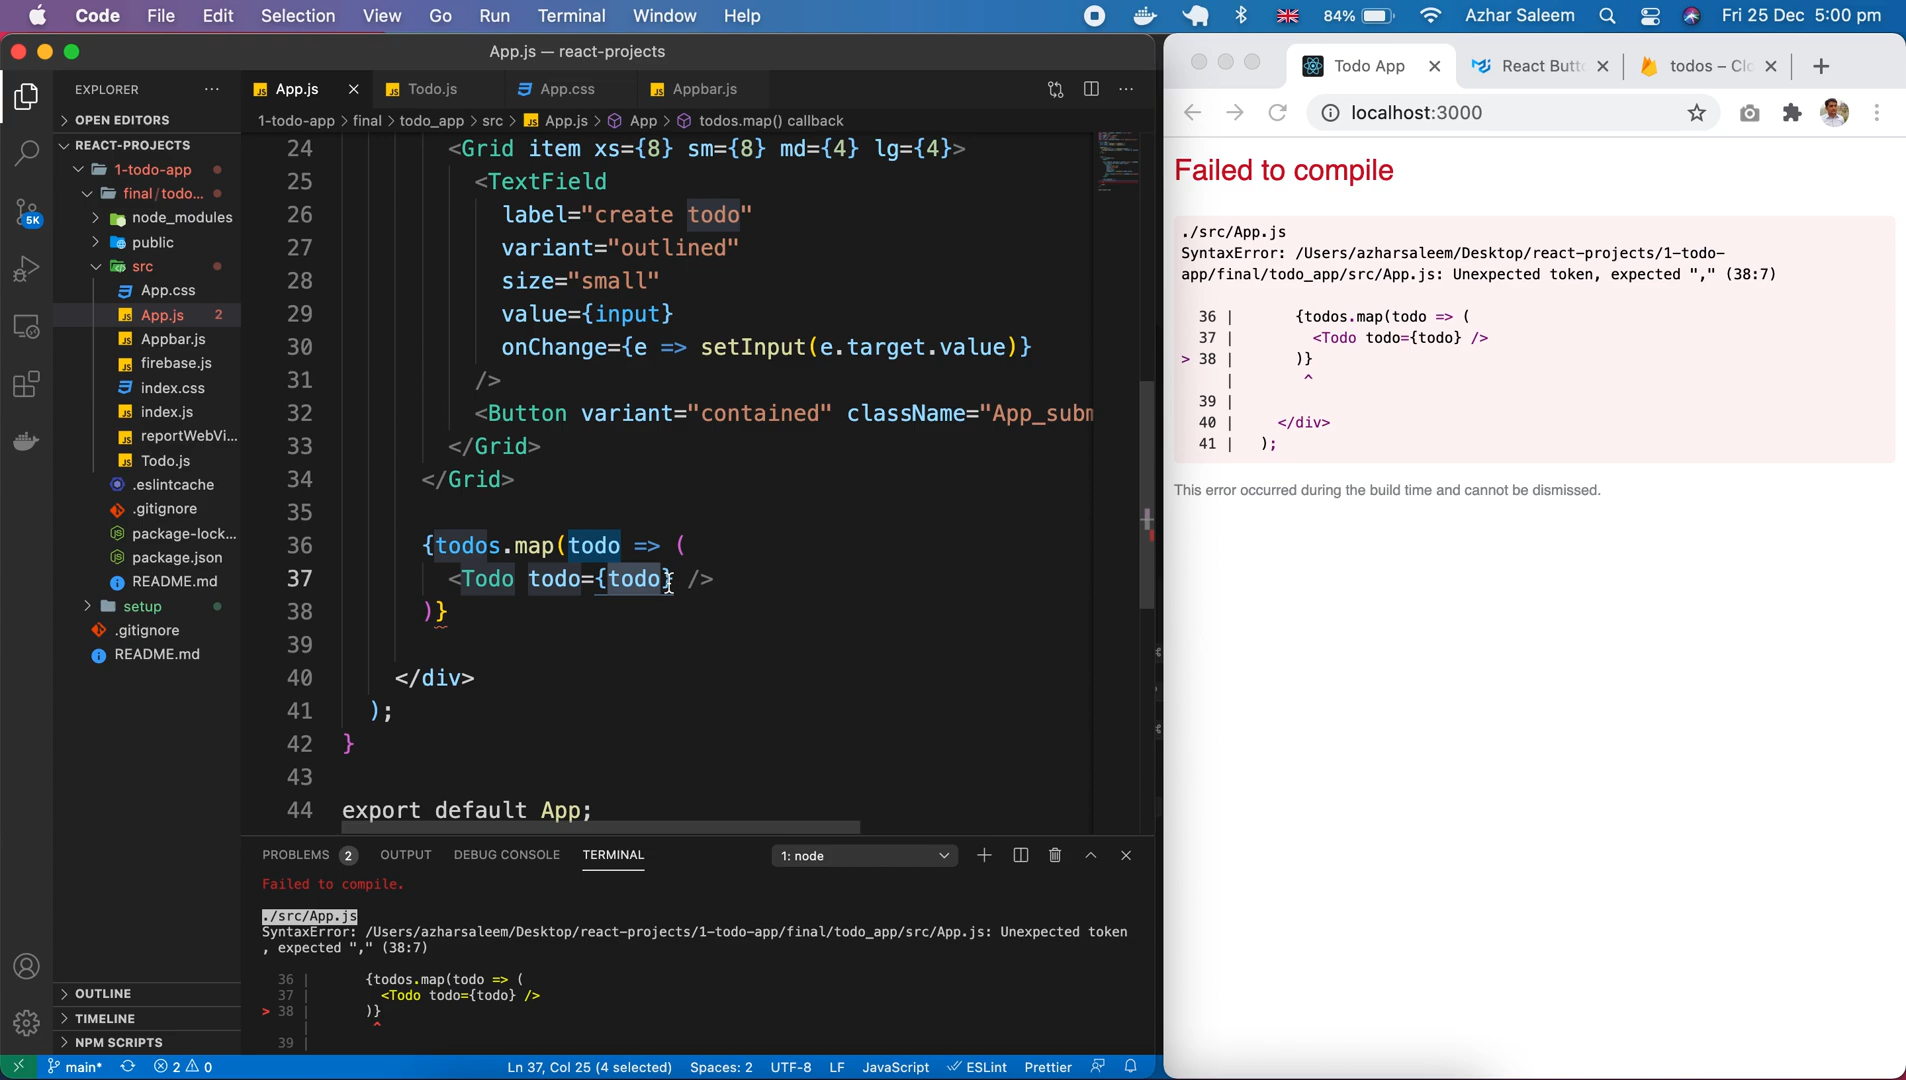 Code File Edit Selection View Go Run Terminal Window Help 84% Azhar Saleem Fri 25 Dec 5:00 pm
App.js — react-projects
EXPLORER
App.js
Todo.js
App.css
Appbar.js
1-todo-app > final > todo_app > src > App.js > App > todos.map() callback
OPEN EDITORS
REACT-PROJECTS
1-todo-app
final/todo...
node_modules
public
src
App.css
App.js 2
Appbar.js
firebase.js
index.css
index.js
reportWebVi...
Todo.js
.eslintcache
.gitignore
package-lock...
package.json
README.md
setup
.gitignore
README.md
OUTLINE
TIMELINE
NPM SCRIPTS
5K
24 <Grid item xs={8} sm={8} md={4} lg={4}>
25 <TextField
26 label="create todo"
27 variant="outlined"
28 size="small"
29 value={input}
30 onChange={e => setInput(e.target.value)}
31 />
32 <Button variant="contained" className="App_subm
33 </Grid>
34 </Grid>
35
36 {todos.map(todo => (
37 <Todo todo={todo} />
38 )}
39
40 </div>
41 );
42 }
43
44 export default App;
PROBLEMS 2 OUTPUT DEBUG CONSOLE TERMINAL 1: node
Failed to compile.
./src/App.js
SyntaxError: /Users/azharsaleem/Desktop/react-projects/1-todo-app/final/todo_app/src/App.js: Unexpected token
, expected "," (38:7)
36 | {todos.map(todo => (
37 | <Todo todo={todo} />
> 38 | )}
| ^
39 |
main* 2 0 Ln 37, Col 25 (4 selected) Spaces: 2 UTF-8 LF JavaScript ESLint Prettier
Todo App
React Butt
todos – Clo
localhost:3000
Failed to compile
./src/App.js
SyntaxError: /Users/azharsaleem/Desktop/react-projects/1-todo-
app/final/todo_app/src/App.js: Unexpected token, expected "," (38:7)
36 | {todos.map(todo => (
37 | <Todo todo={todo} />
> 38 | )}
| ^
39 |
40 | </div>
41 | );
This error occurred during the build time and cannot be dismissed.